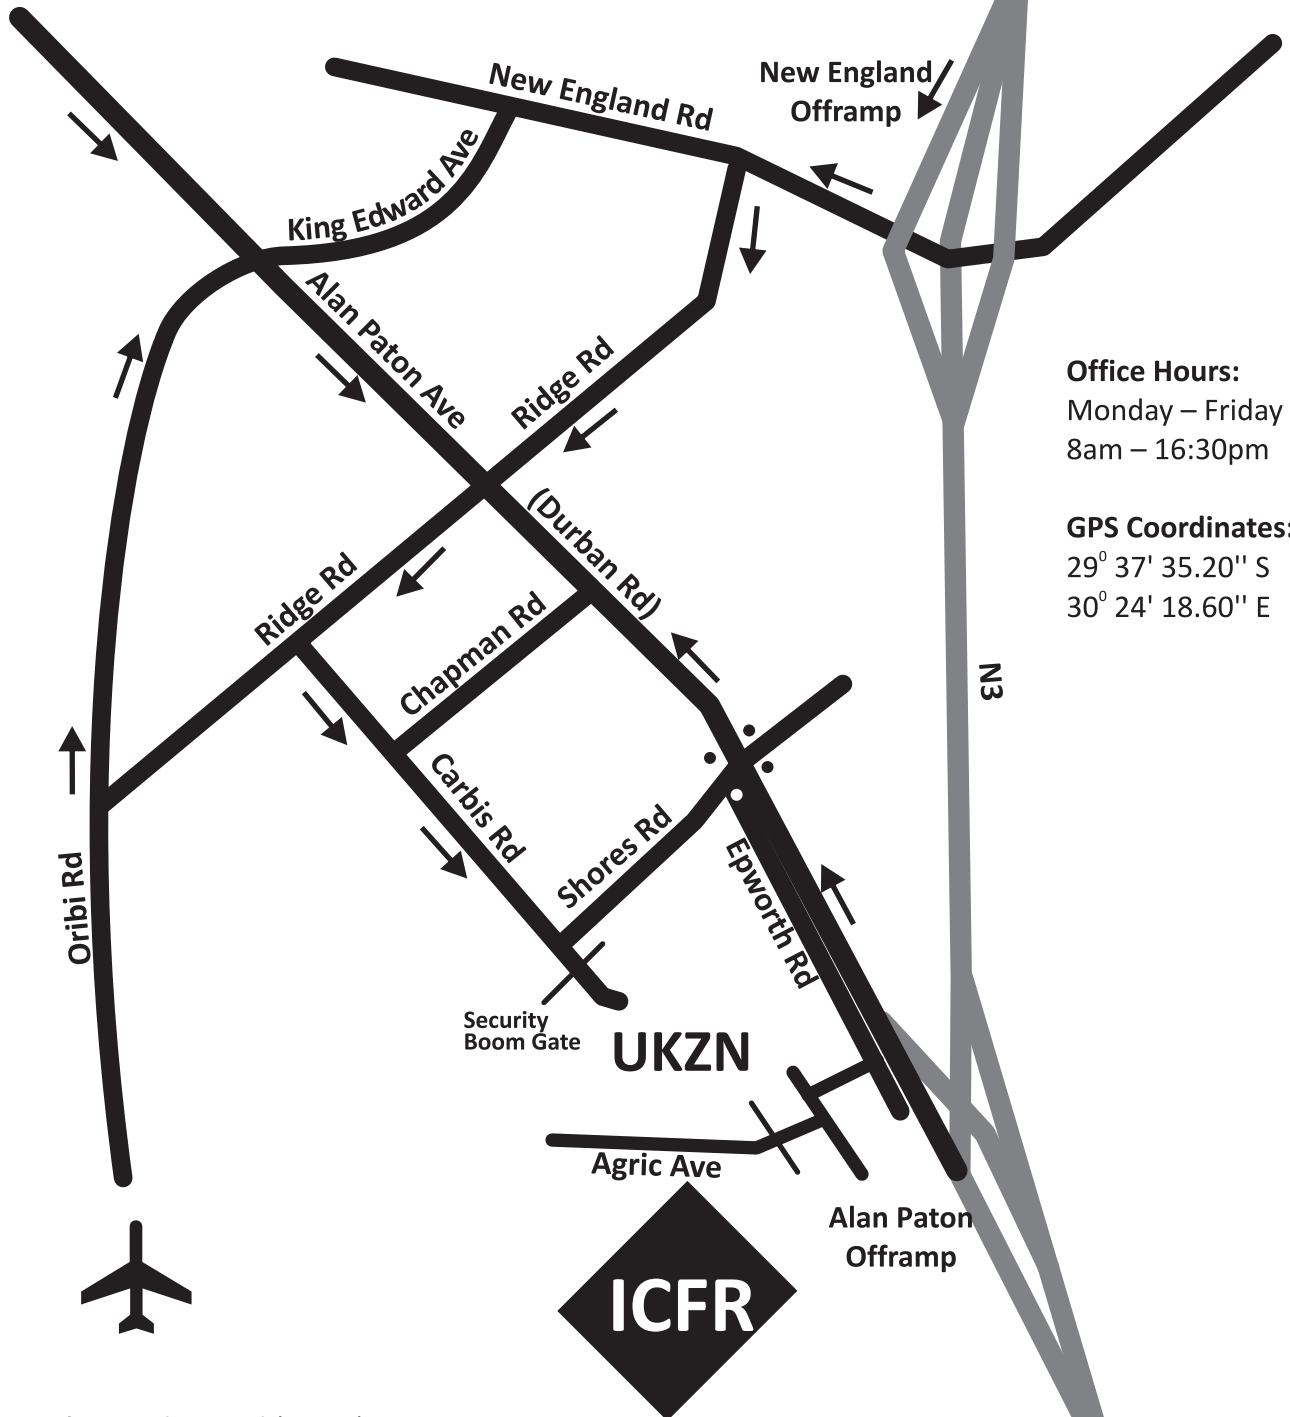 New England Rd
New England
Offramp
King Edward Ave
Alan Paton Ave
Ridge Rd
Office Hours:
Monday – Friday
8am – 16:30pm
(Durban Rd)
GPS Coordinates:
29⁰ 37' 35.20'' S
30⁰ 24' 18.60'' E
Ridge Rd
Chapman Rd
N3
Carbis Rd
Shores Rd
Epworth Rd
Oribi Rd
Security
Boom Gate
UKZN
Agric Ave
Alan Paton
Offramp
ICFR